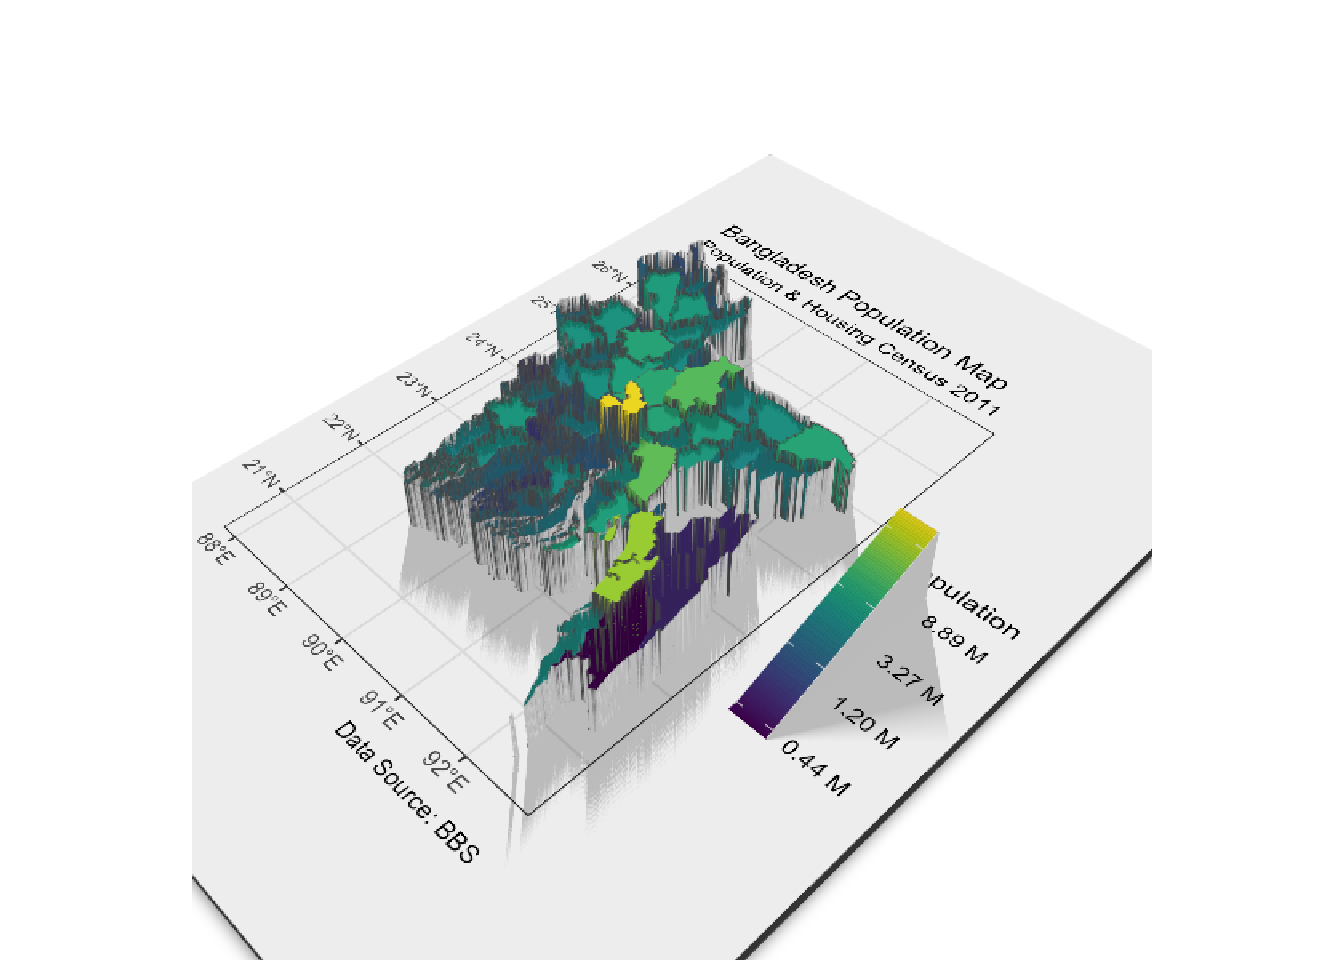 Bangladesh Population Map
Population & Housing Census 2011
26°N
24°N
23°N
22°N
21°N
88°E
89°E
90°E
91°E
92°E
Data Source: BBS
pulation
8.89 M
3.27 M
1.20 M
0.44 M